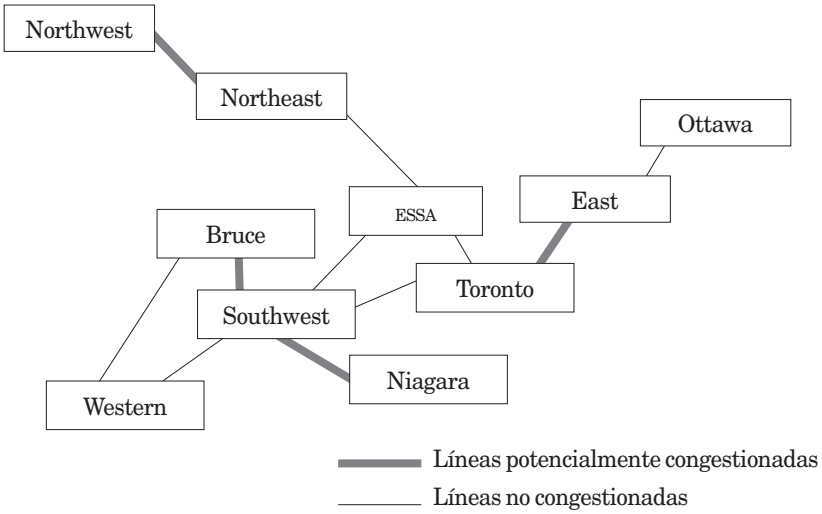 Northwest
Northeast
Ottawa
East
ESSA
Bruce
Toronto
Southwest
Niagara
Western
Líneas potencialmente congestionadas
Líneas no congestionadas